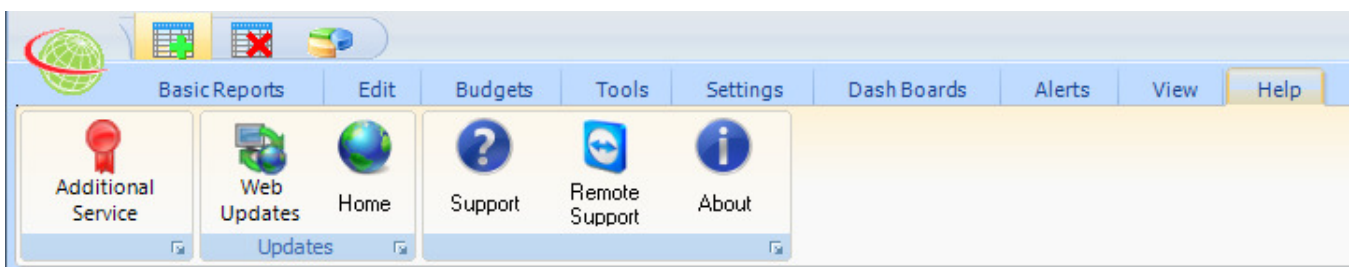 Basic Reports Edit Budgets Tools Settings Dash Boards Alerts View Help
Additional
Service
Web
Updates
Home
Support
Remote
Support
About
Updates